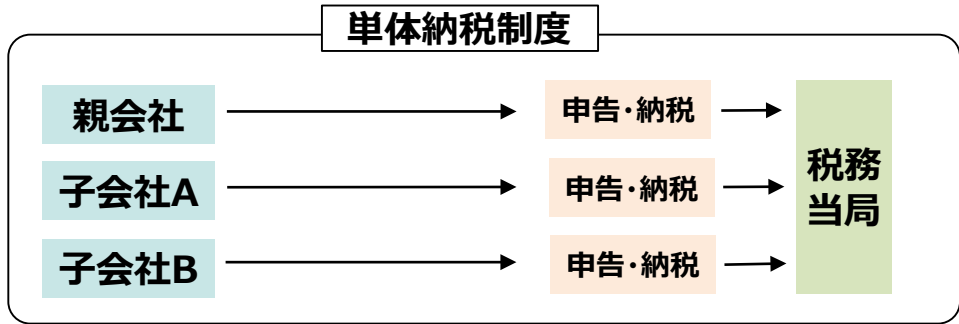 単体納税制度
親会社
申告・納税
子会社A
申告・納税
子会社B
申告・納税
税務
当局